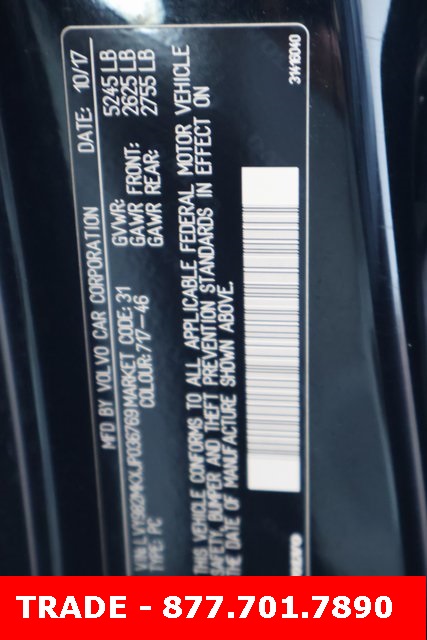 MFD BY VOLVO CAR CORPORATION DATE: 10/17
GVWR: 5245 LB
GAWR FRONT: 2625 LB
GAWR REAR: 2755 LB
MARKET CODE: 31
TYPE: PC COLOUR: 717-46
THIS VEHICLE CONFORMS TO ALL APPLICABLE FEDERAL MOTOR VEHICLE
SAFETY, BUMPER AND THEFT PREVENTION STANDARDS IN EFFECT ON
THE DATE OF MANUFACTURE SHOWN ABOVE.
31418040
TRADE - 877.701.7890